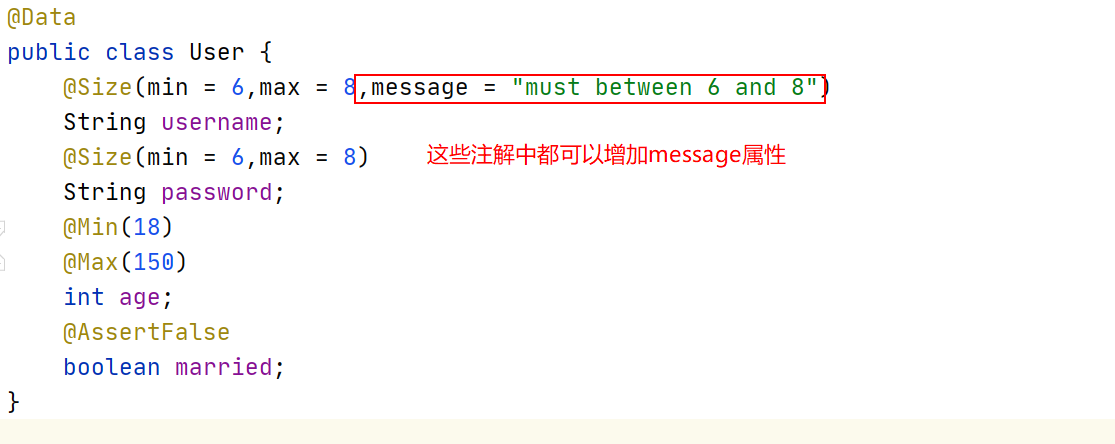 @Data
public class User {
@Size(min = 6,max = 8,message = "must between 6 and 8")
String username;
@Size(min = 6,max = 8)
这些注解中都可以增加message属性
String password;
@Min(18)
@Max(150)
int age;
@AssertFalse
boolean married;
}